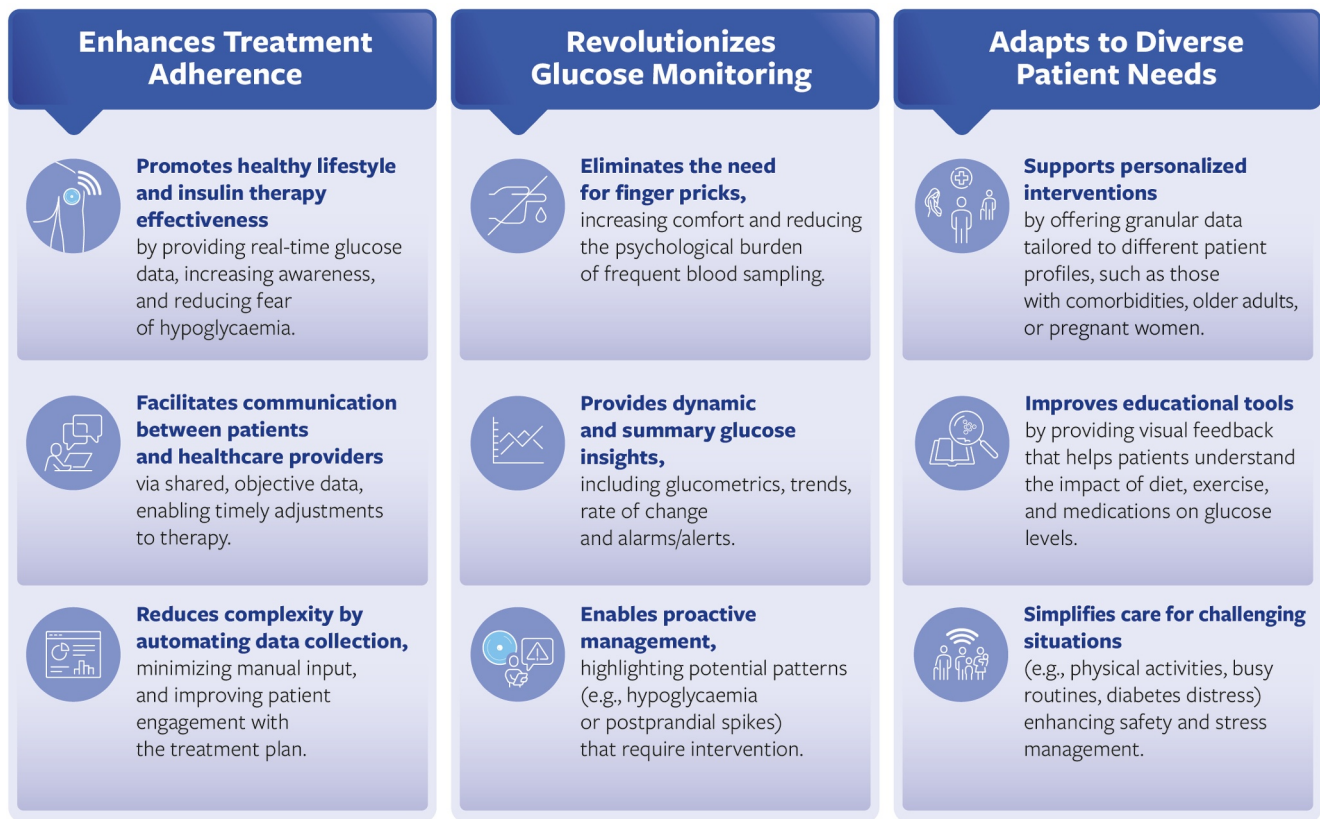 Enhances Treatment
Adherence
Promotes healthy lifestyle
and insulin therapy
effectiveness
by providing real-time glucose
data, increasing awareness,
and reducing fear
of hypoglycaemia.
Facilitates communication
between patients
and healthcare providers
via shared, objective data,
enabling timely adjustments
to therapy.
Reduces complexity by
automating data collection,
minimizing manual input,
and improving patient
engagement with
the treatment plan.
Revolutionizes
Glucose Monitoring
Eliminates the need
for finger pricks,
increasing comfort and reducing
the psychological burden
of frequent blood sampling.
Provides dynamic
and summary glucose
insights,
including glucometrics, trends,
rate of change
and alarms/alerts.
Enables proactive
management,
highlighting potential patterns
(e.g., hypoglycaemia
or postprandial spikes)
that require intervention.
Adapts to Diverse
Patient Needs
Supports personalized
interventions
by offering granular data
tailored to different patient
profiles, such as those
with comorbidities, older adults,
or pregnant women.
Improves educational tools
by providing visual feedback
that helps patients understand
the impact of diet, exercise,
and medications on glucose
levels.
Simplifies care for challenging
situations
(e.g., physical activities, busy
routines, diabetes distress)
enhancing safety and stress
management.